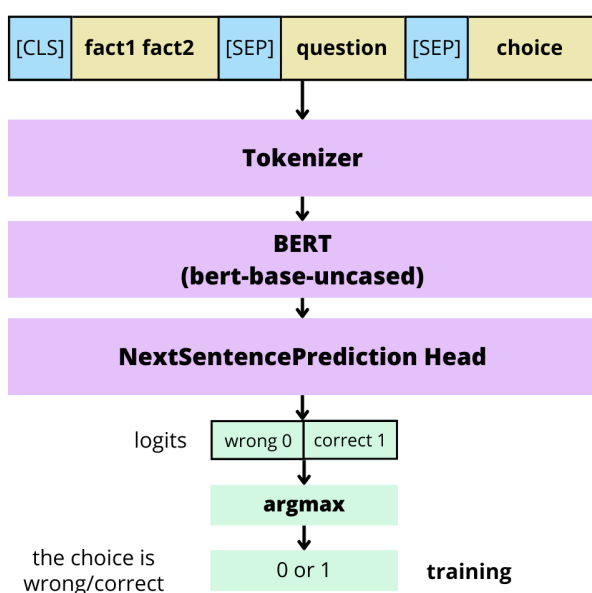 [CLS] fact1 fact2 [SEP] question [SEP] choice
Tokenizer
BERT
(bert-base-uncased)
NextSentencePrediction Head
logits wrong 0 correct 1
argmax
the choice is
wrong/correct
0 or 1
training